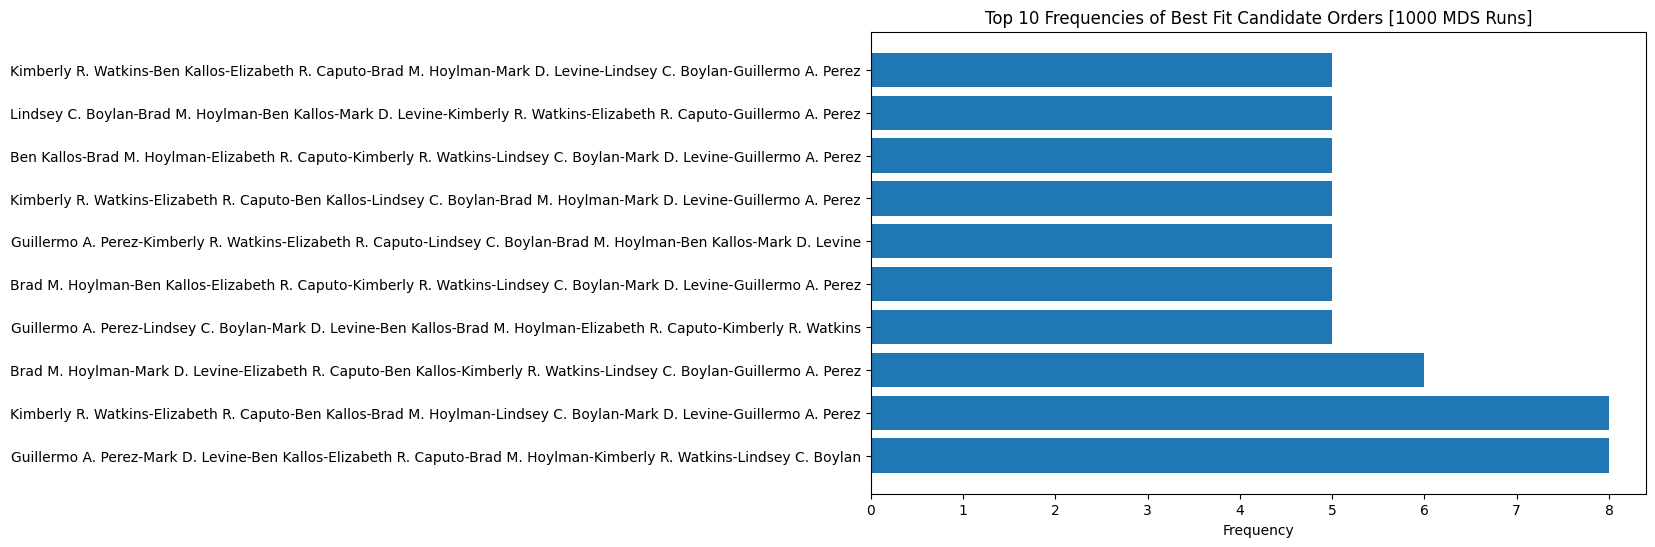 Top 10 Frequencies of Best Fit Candidate Orders [1000 MDS Runs]
Kimberly R. Watkins-Ben Kallos-Elizabeth R. Caputo-Brad M. Hoylman-Mark D. Levine-Lindsey C. Boylan-Guillermo A. Perez
Lindsey C. Boylan-Brad M. Hoylman-Ben Kallos-Mark D. Levine-Kimberly R. Watkins-Elizabeth R. Caputo-Guillermo A. Perez
Ben Kallos-Brad M. Hoylman-Elizabeth R. Caputo-Kimberly R. Watkins-Lindsey C. Boylan-Mark D. Levine-Guillermo A. Perez
Kimberly R. Watkins-Elizabeth R. Caputo-Ben Kallos-Lindsey C. Boylan-Brad M. Hoylman-Mark D. Levine-Guillermo A. Perez
Guillermo A. Perez-Kimberly R. Watkins-Elizabeth R. Caputo-Lindsey C. Boylan-Brad M. Hoylman-Ben Kallos-Mark D. Levine
Brad M. Hoylman-Ben Kallos-Elizabeth R. Caputo-Kimberly R. Watkins-Lindsey C. Boylan-Mark D. Levine-Guillermo A. Perez
Guillermo A. Perez-Lindsey C. Boylan-Mark D. Levine-Ben Kallos-Brad M. Hoylman-Elizabeth R. Caputo-Kimberly R. Watkins
Brad M. Hoylman-Mark D. Levine-Elizabeth R. Caputo-Ben Kallos-Kimberly R. Watkins-Lindsey C. Boylan-Guillermo A. Perez
Kimberly R. Watkins-Elizabeth R. Caputo-Ben Kallos-Brad M. Hoylman-Lindsey C. Boylan-Mark D. Levine-Guillermo A. Perez
Guillermo A. Perez-Mark D. Levine-Ben Kallos-Elizabeth R. Caputo-Brad M. Hoylman-Kimberly R. Watkins-Lindsey C. Boylan
0 1 2 3 4 5 6 7 8
Frequency